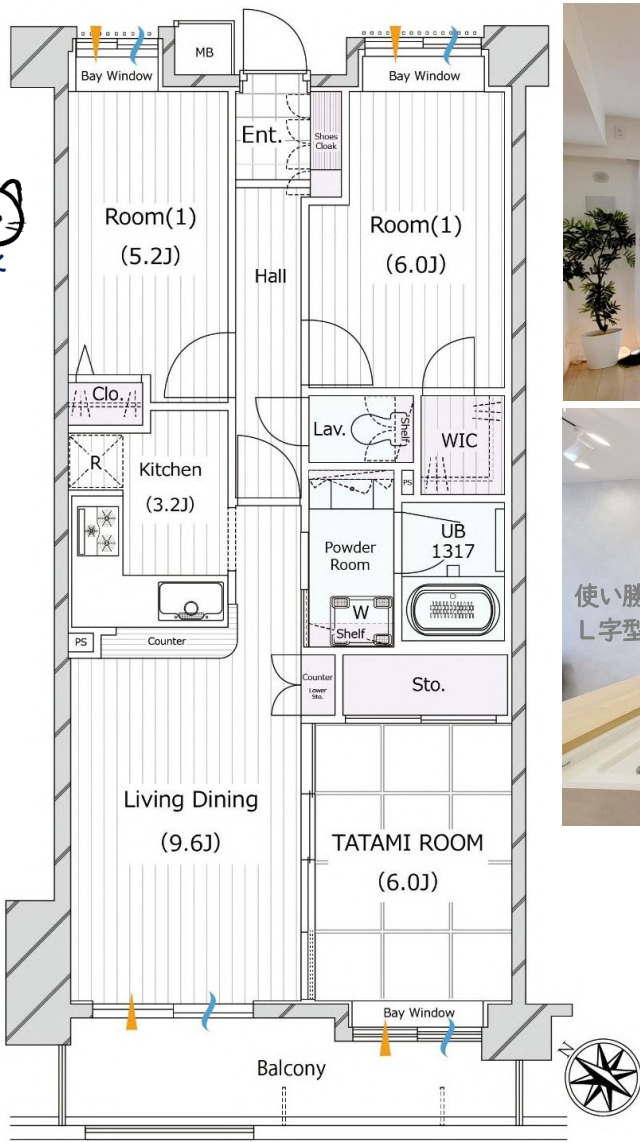 MB
Bay Window
Bay Window
Ent.
Shoes
Cloak
Room(1)
(5.2J)
Room(1)
(6.0J)
Hall
Clo.
Lav.
Shelf
WIC
R
Kitchen
(3.2J)
PS
UB
1317
Powder
Room
W
Shelf
使い勝
L字型
PS
Counter
Counter
Lower
Sto.
Sto.
Living Dining
(9.6J)
TATAMI ROOM
(6.0J)
Bay Window
Balcony
N